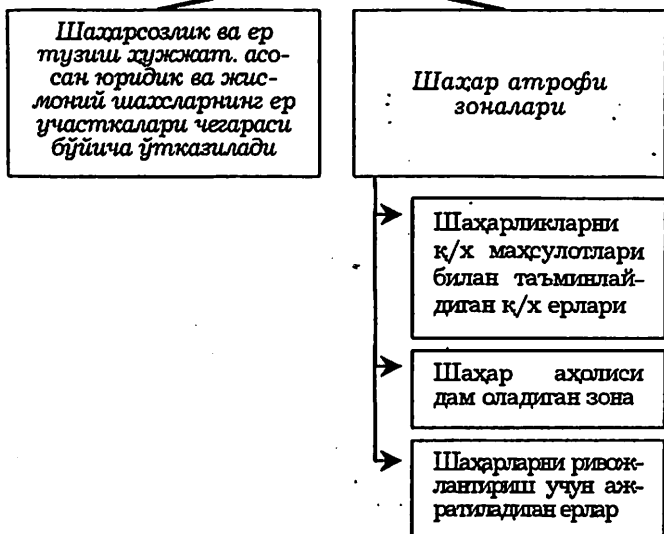 Шаҳарсозлик ва ер
тузиш ҳужжат. асо-
сан юридик ва жис-
моний шахсларнинг ер
участкалари чегараси
бўйича ўтказилади
Шаҳар атрофи
зоналари
Шаҳарликларни
қ/х маҳсулотлари
билан таъминлай-
диган қ/х ерлари
Шаҳар аҳолиси
дам оладиган зона
Шаҳарларни ривож-
лантириш учун аж-
ратиладиган ерлар